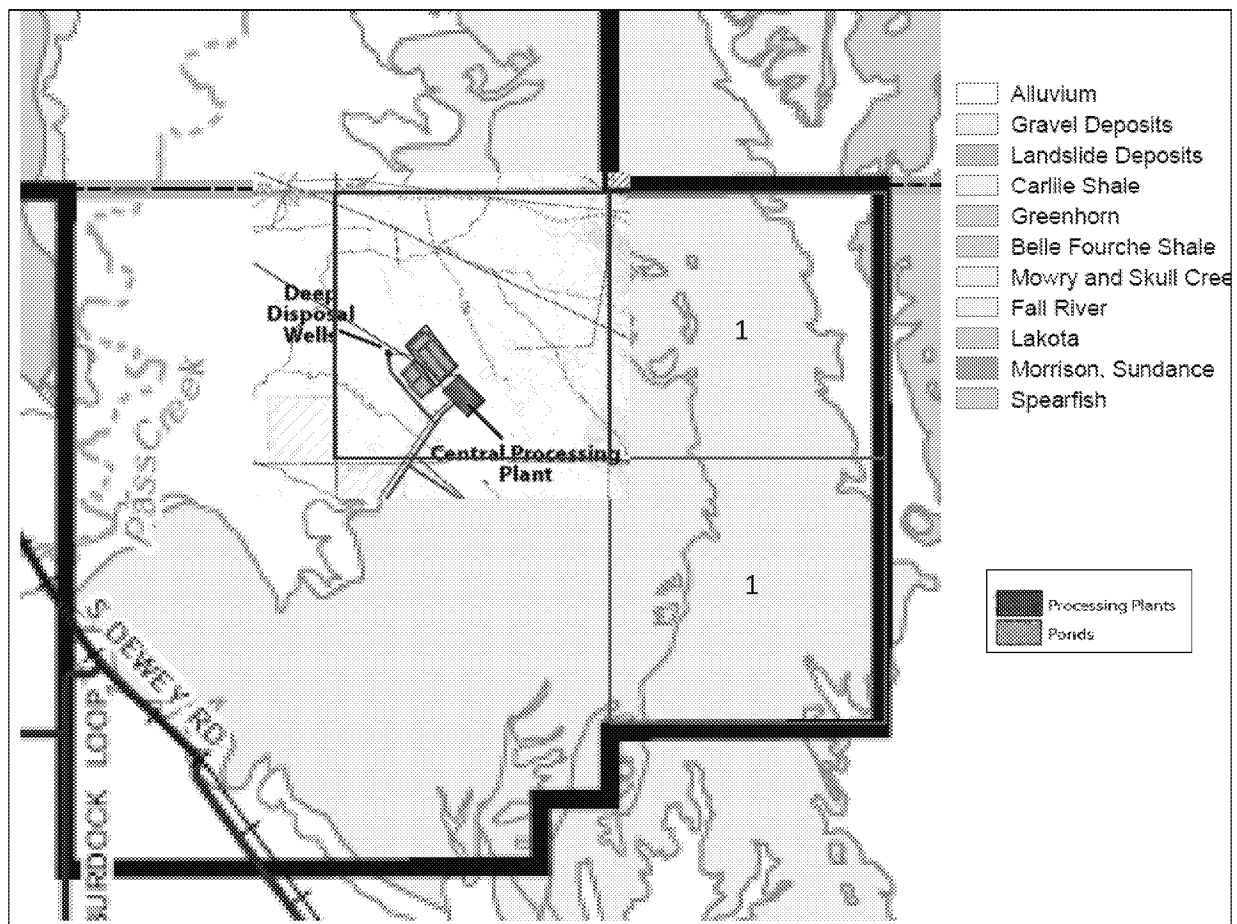 Alluvium
Gravel Deposits
Landslide Deposits
Carlile Shale
Greenhorn
Belle Fourche Shale
Mowry and Skull Cree
Fall River
Lakota
Morrison, Sundance
Spearfish
Deep
Disposal
Wells
1
Pass Creek
Central Processing
Plant
1
Processing Plants
Ponds
S DEWEY RD
BURDOCK LOOP